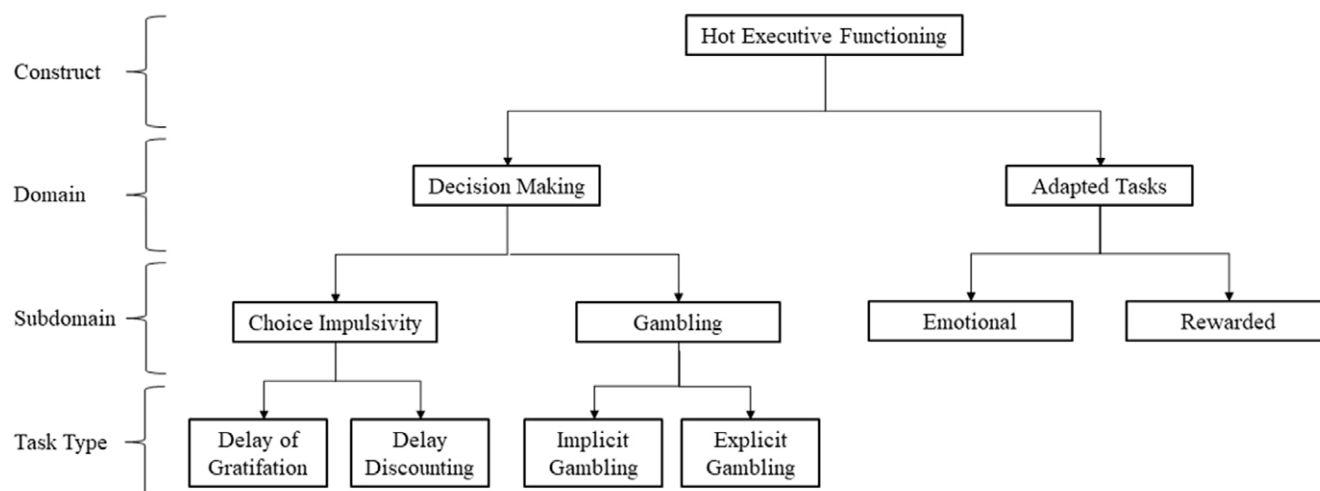 Hot Executive Functioning
Construct
Decision Making
Adapted Tasks
Domain
Choice Impulsivity
Gambling
Emotional
Rewarded
Subdomain
Delay of
Gratifation
Delay
Discounting
Implicit
Gambling
Explicit
Gambling
Task Type